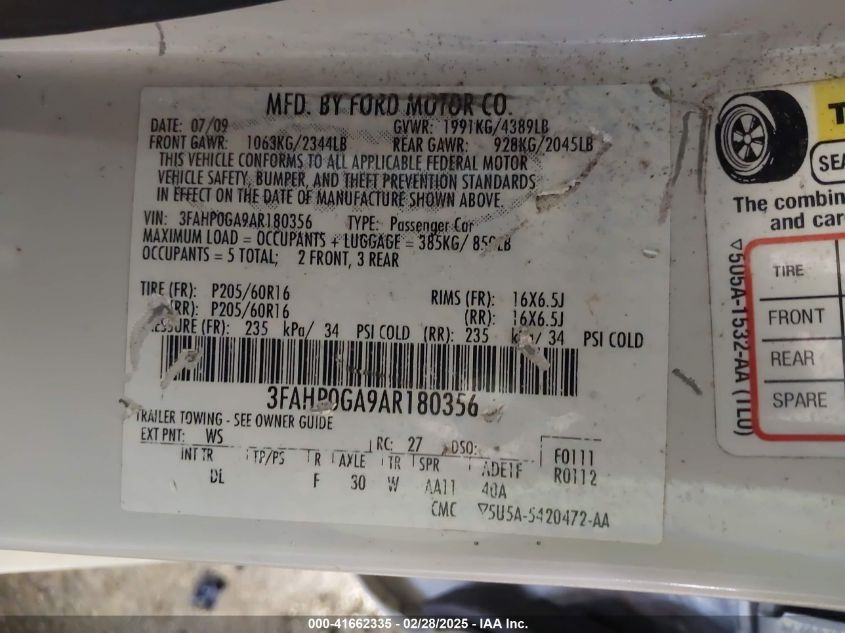 MFD. BY FORD MOTOR CO.
DATE: 07/09 GVWR: 1991KG/4389LB
FRONT GAWR: 1063KG/2344LB REAR GAWR: 928KG/2045LB
THIS VEHICLE CONFORMS TO ALL APPLICABLE FEDERAL MOTOR
VEHICLE SAFETY, BUMPER, AND THEFT PREVENTION STANDARDS
IN EFFECT ON THE DATE OF MANUFACTURE SHOWN ABOVE.
VIN: 3FAHP0GA9AR180356 TYPE: Passenger Car
MAXIMUM LOAD = OCCUPANTS + LUGGAGE = 385KG/
OCCUPANTS = 5 TOTAL; 2 FRONT, 3 REAR
TIRE (FR): P205/60R16 RIMS (FR): 16X6.5J
(RR): P205/60R16 (RR): 16X6.5J
(FR): 235 kPa/ 34 PSI COLD (RR): 235 / 34 PSI COLD
3FAHP0GA9AR180356
TRAILER TOWING - SEE OWNER GUIDE
EXT PNT: WS RC: 27 DSO: F0111
INT TR TP/PS R AXLE TR SPR R0112
DL F 30 W AA11 40A
CMC ▽5U5A-5420472-AA
SEA
The combin
and car
TIRE
FRONT
REAR
SPARE
▽5U5A-1532-AA (1L0)
000-41662335 - 02/28/2025 - IAA Inc.